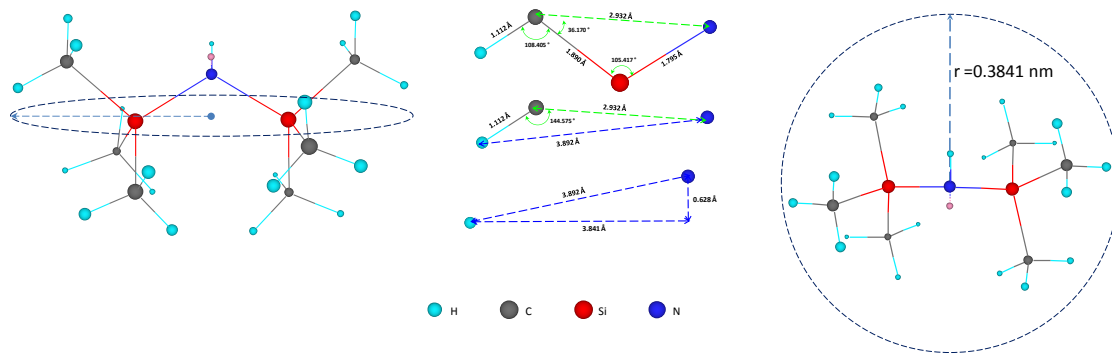 2.932 Å
1.112 Å
36.170 °
108.405 °
1.890 Å
105.417 °
1.795 Å
2.932 Å
1.112 Å
144.575 °
3.892 Å
3.892 Å
0.628 Å
3.841 Å
r =0.3841 nm
H C Si N